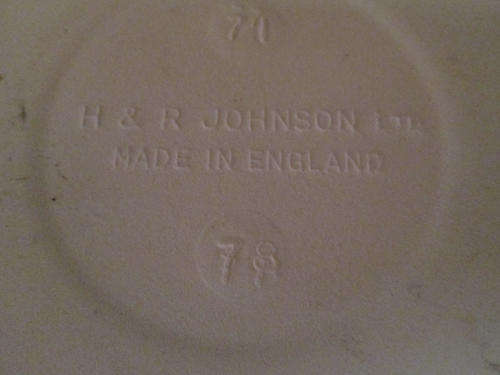 71
H & R JOHNSON LTD.
MADE IN ENGLAND
78